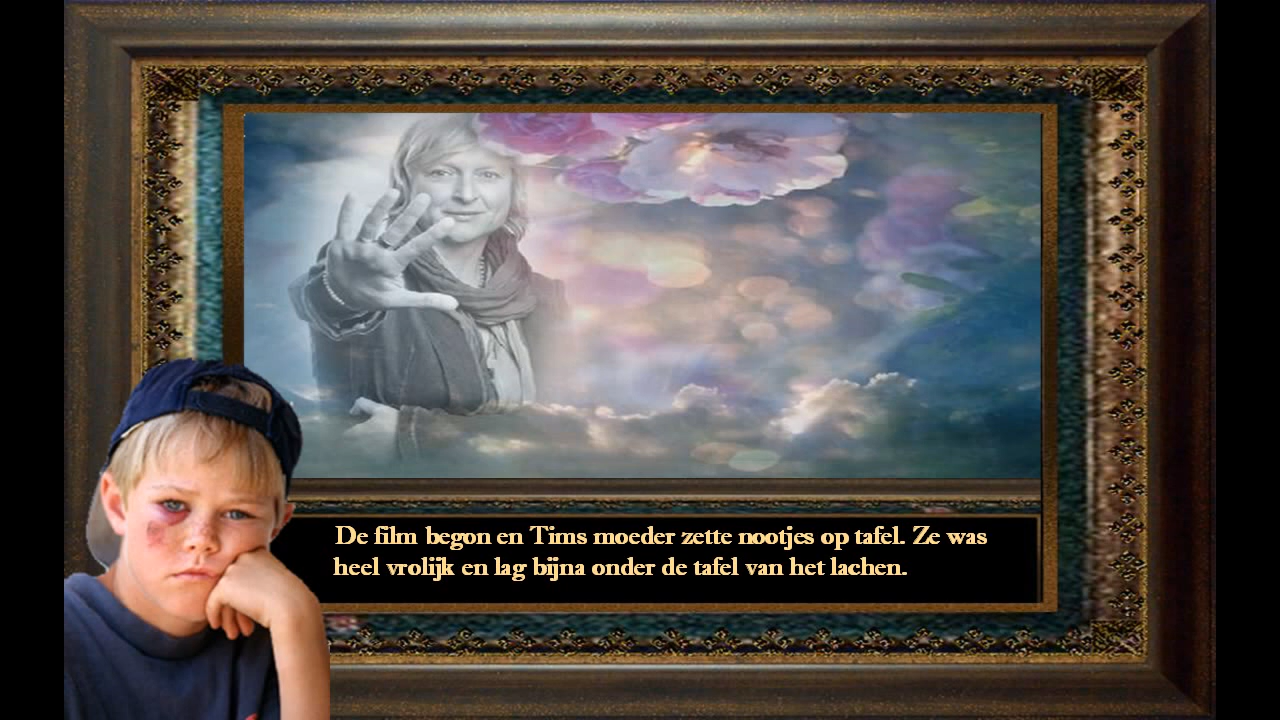 De film begon en Tims moeder zette nootjes op tafel. Ze was
heel vrolijk en lag bijna onder de tafel van het lachen.